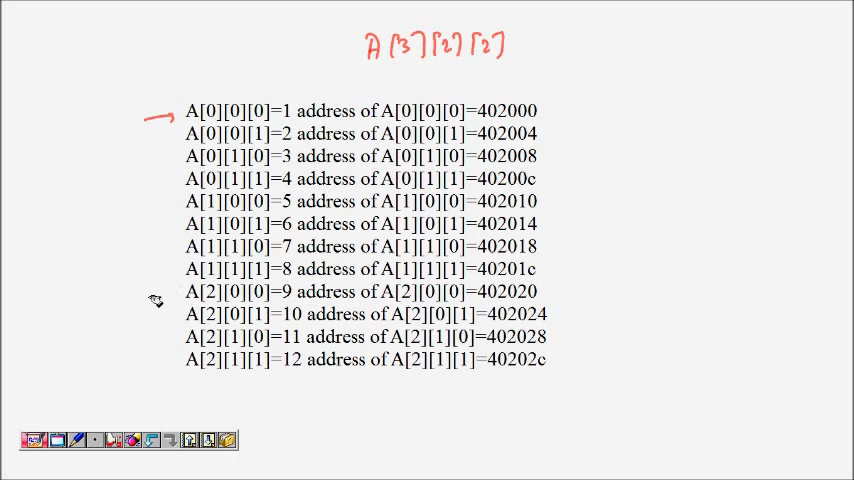 A[3][2][2]
A[0][0][0]=1 address of A[0][0][0]=402000
A[0][0][1]=2 address of A[0][0][1]=402004
A[0][1][0]=3 address of A[0][1][0]=402008
A[0][1][1]=4 address of A[0][1][1]=40200c
A[1][0][0]=5 address of A[1][0][0]=402010
A[1][0][1]=6 address of A[1][0][1]=402014
A[1][1][0]=7 address of A[1][1][0]=402018
A[1][1][1]=8 address of A[1][1][1]=40201c
A[2][0][0]=9 address of A[2][0][0]=402020
A[2][0][1]=10 address of A[2][0][1]=402024
A[2][1][0]=11 address of A[2][1][0]=402028
A[2][1][1]=12 address of A[2][1][1]=40202c